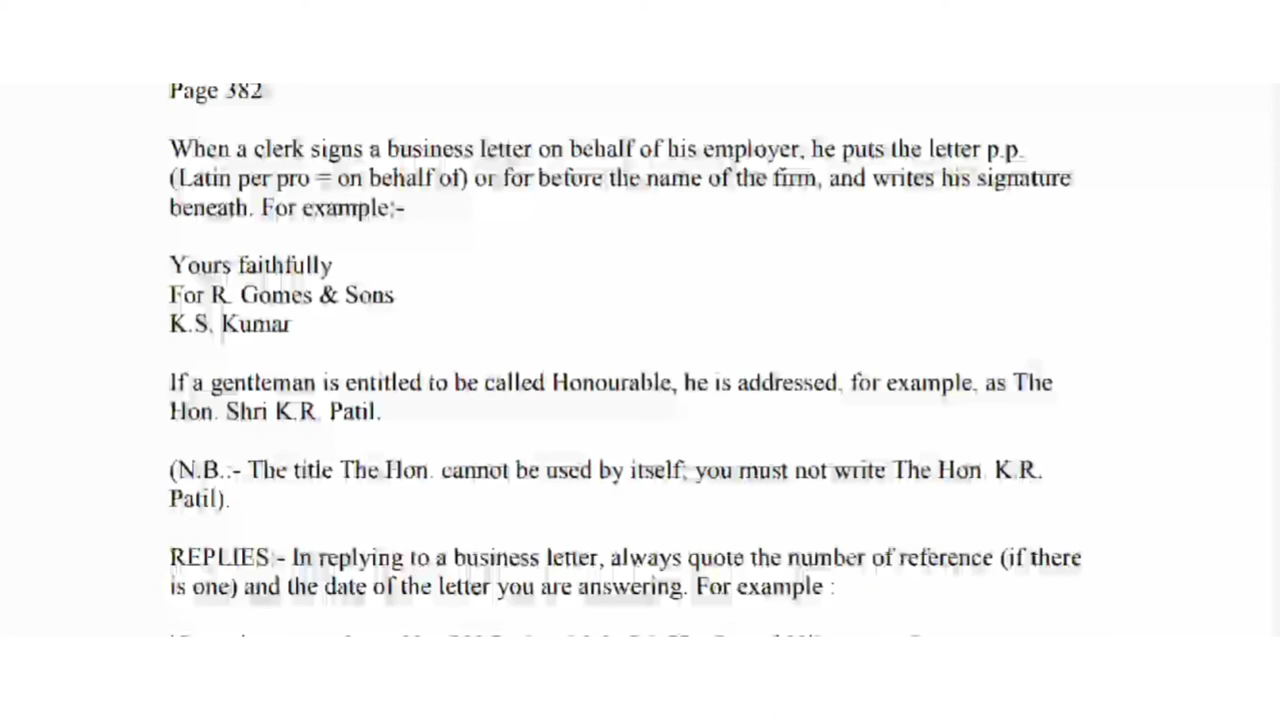 Page 382
When a clerk signs a business letter on behalf of his employer, he puts the letter p.p.
(Latin per pro = on behalf of) or for before the name of the firm, and writes his signature
beneath. For example:-
Yours faithfully
For R. Gomes & Sons
K.S. Kumar
If a gentleman is entitled to be called Honourable, he is addressed, for example, as The
Hon. Shri K.R. Patil.
(N.B.:- The title The Hon. cannot be used by itself; you must not write The Hon. K.R.
Patil).
REPLIES:- In replying to a business letter, always quote the number of reference (if there
is one) and the date of the letter you are answering. For example :